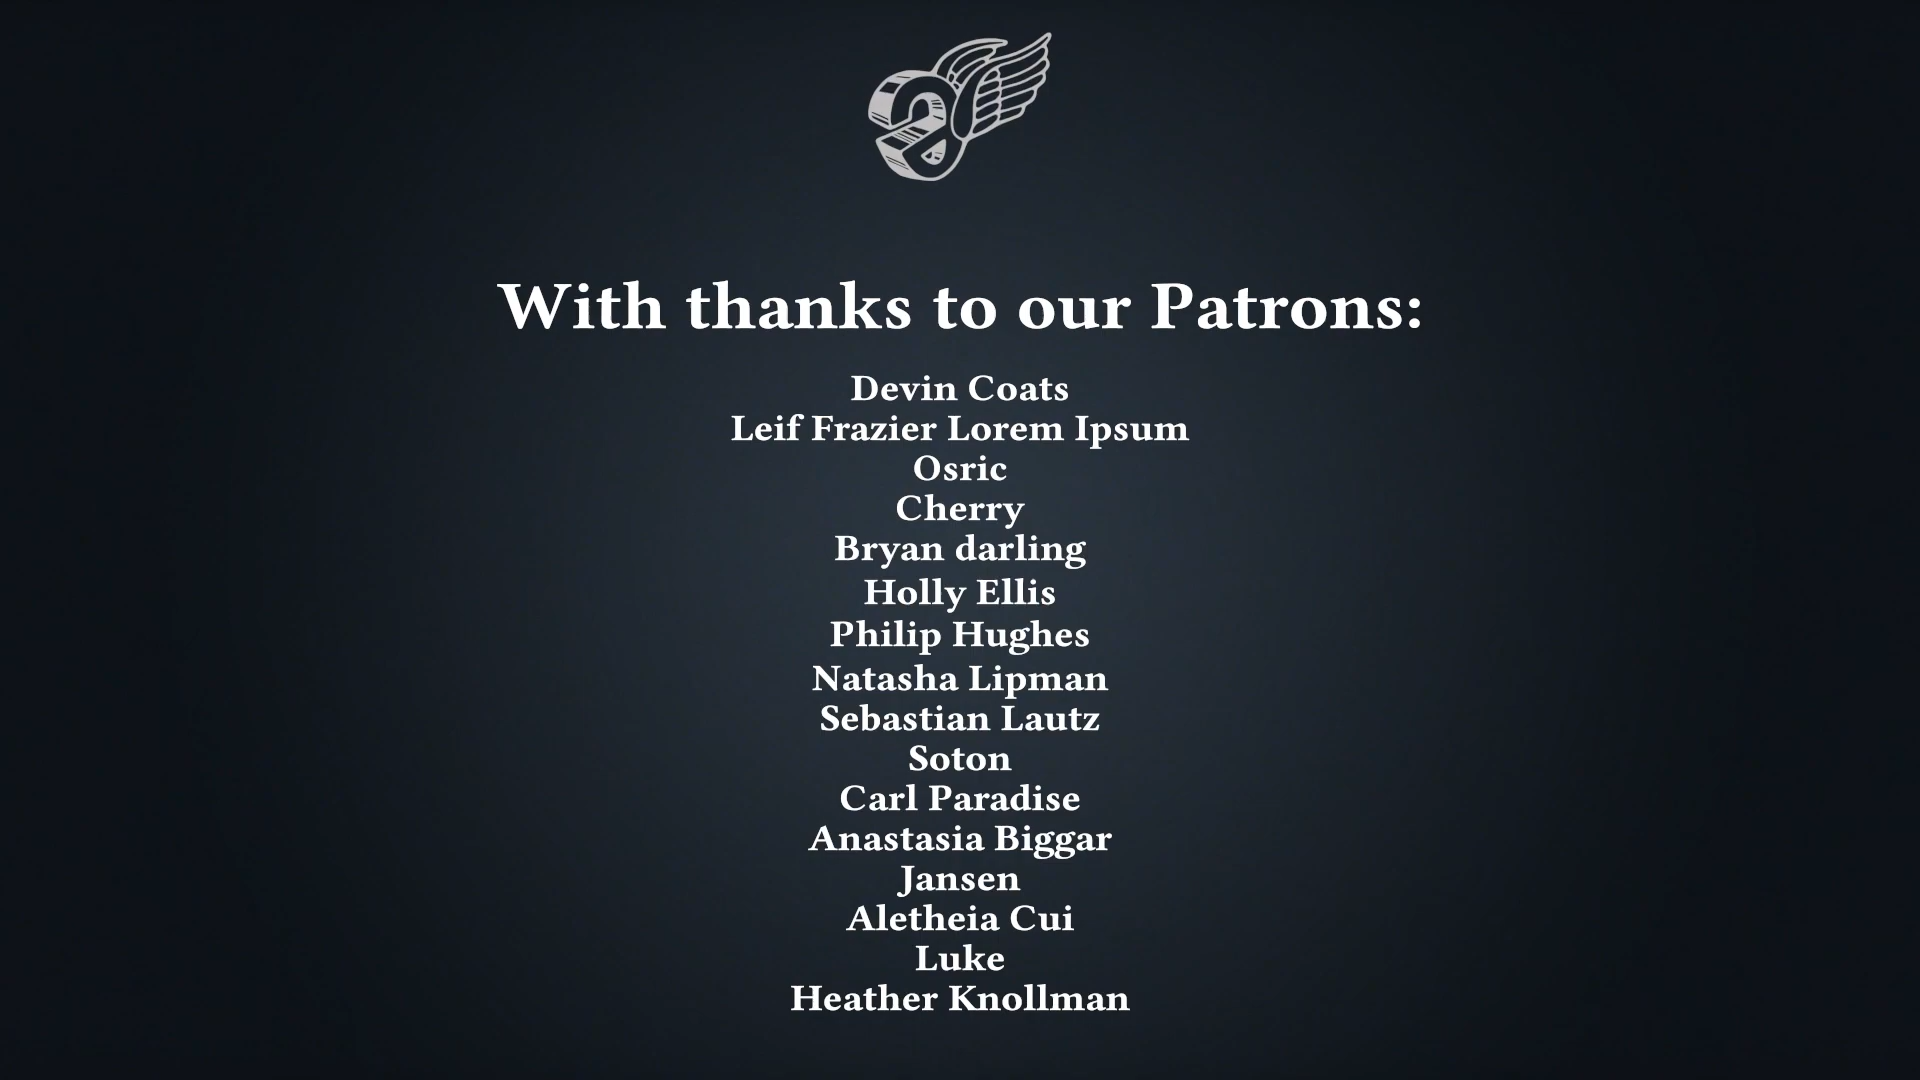 With thanks to our Patrons:
Devin Coats
Leif Frazier Lorem Ipsum
Osric
Cherry
Bryan darling
Holly Ellis
Philip Hughes
Natasha Lipman
Sebastian Lautz
Soton
Carl Paradise
Anastasia Biggar
Jansen
Aletheia Cui
Luke
Heather Knollman